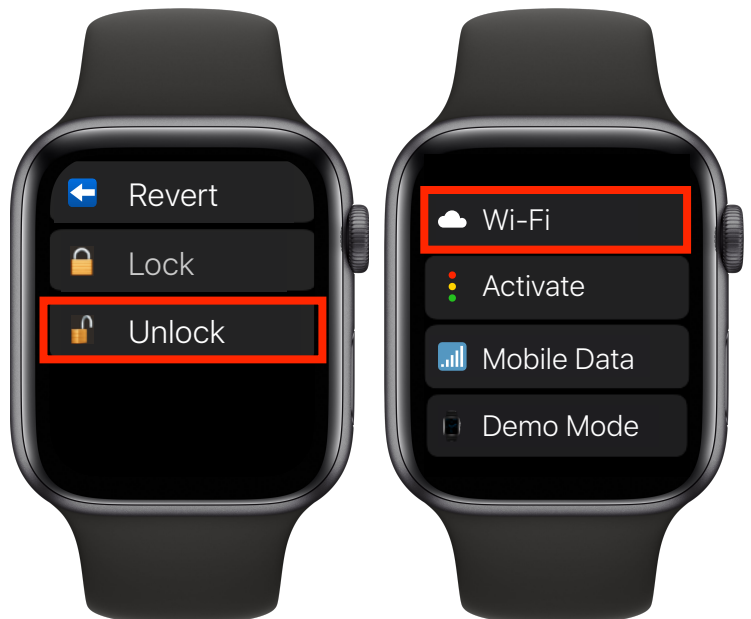 Revert
Lock
Unlock
Wi-Fi
Activate
Mobile Data
Demo Mode